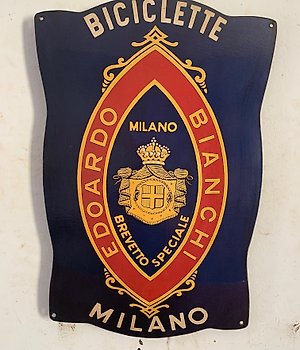 BICICLETTE
EDOARDO BIANCHI
MILANO
BREVETTO SPECIALE
MILANO